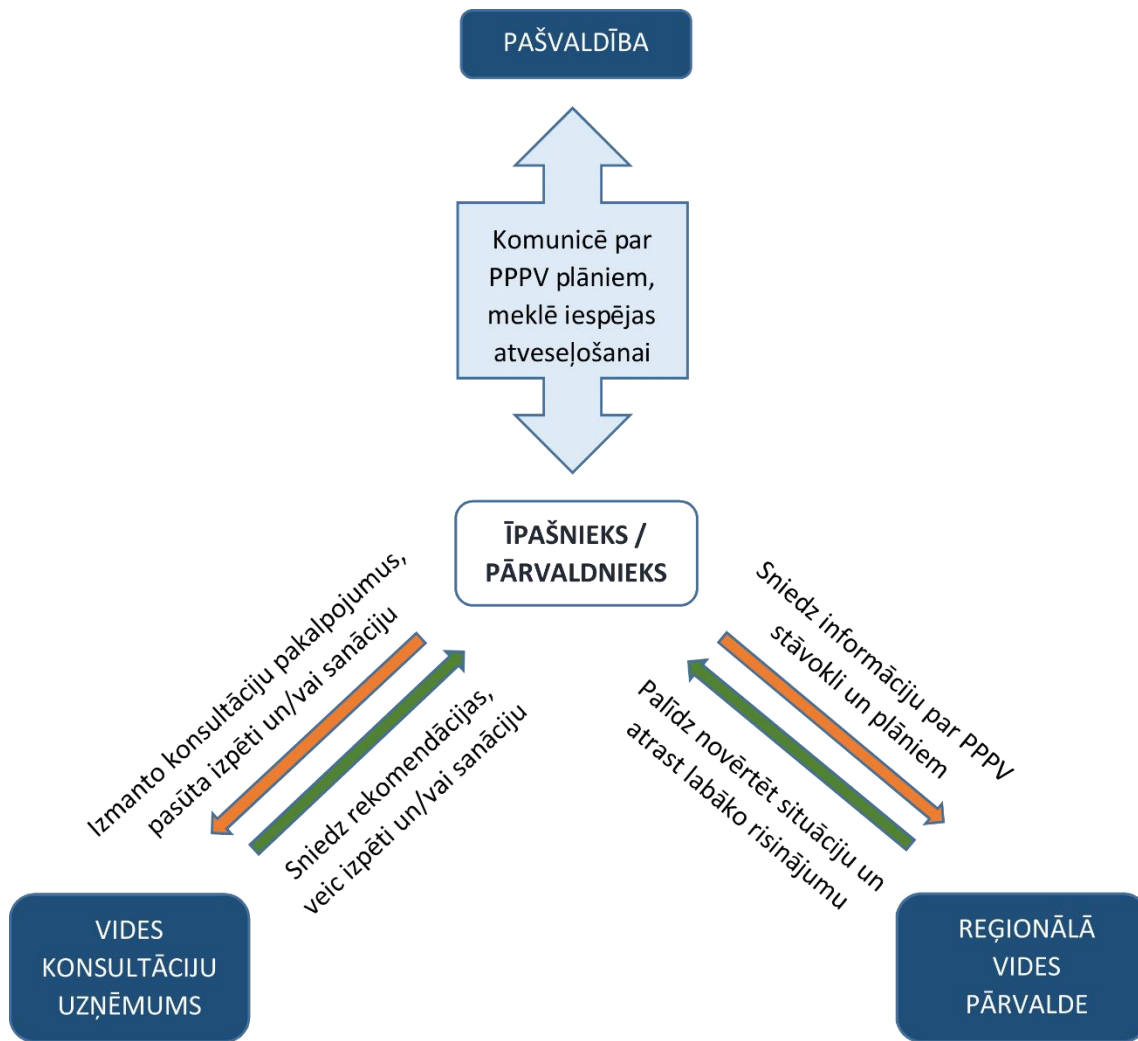 PAŠVALDĪBA
Komunicē par
PPPV plāniem,
meklē iespējas
atveseļošanai
ĪPAŠNIEKS /
PĀRVALDNIEKS
Izmanto konsultāciju pakalpojumus,
pasūta izpēti un/vai sanāciju
Sniedz rekomendācijas,
veic izpēti un/vai sanāciju
Sniedz informāciju par PPPV
stāvokli un plāniem
Palīdz novērtēt situāciju un
atrast labāko risinājumu
VIDES
KONSULTĀCIJU
UZŅĒMUMS
REĢIONĀLĀ
VIDES
PĀRVALDE